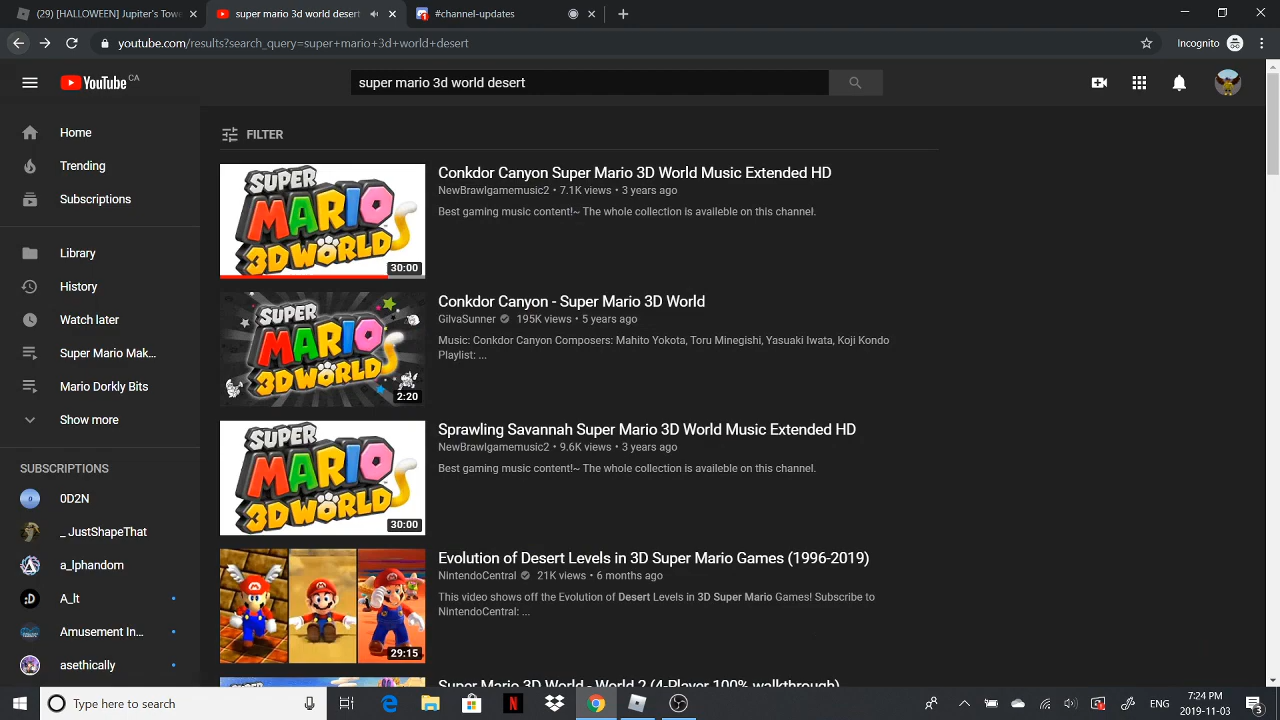 (29) [HALLOWEEN] Jupiter's Tow
super mario 3d world desert
#channel-updates
youtube.com/results?search_query=super+mario+3d+world+desert
Incognito
YouTube CA
super mario 3d world desert
Home
Trending
Subscriptions
Library
History
Watch later
Super Mario Mak...
Mario Dorkly Bits
Show more
SUBSCRIPTIONS
0D2N
_ JustShapeThat
a_lphandom
A_lt
Amusement In...
asethically
FILTER
SUPER
MARIO
3D WORLD
30:00
Conkdor Canyon Super Mario 3D World Music Extended HD
NewBrawlgamemusic2 • 7.1K views • 3 years ago
Best gaming music content!~ The whole collection is availeble on this channel.
SUPER
MARIO
3D WORLD
2:20
Conkdor Canyon - Super Mario 3D World
GilvaSunner 195K views • 5 years ago
Music: Conkdor Canyon Composers: Mahito Yokota, Toru Minegishi, Yasuaki Iwata, Koji Kondo
Playlist: ...
SUPER
MARIO
3D WORLD
30:00
Sprawling Savannah Super Mario 3D World Music Extended HD
NewBrawlgamemusic2 • 9.6K views • 3 years ago
Best gaming music content!~ The whole collection is availeble on this channel.
29:15
Evolution of Desert Levels in 3D Super Mario Games (1996-2019)
NintendoCentral 21K views • 6 months ago
This video shows off the Evolution of Desert Levels in 3D Super Mario Games! Subscribe to
NintendoCentral: ...
Super Mario 3D World - World 2 (4-Player 100% walkthrough)
Type here to search
ENG
7:24 PM
2019-11-03
3